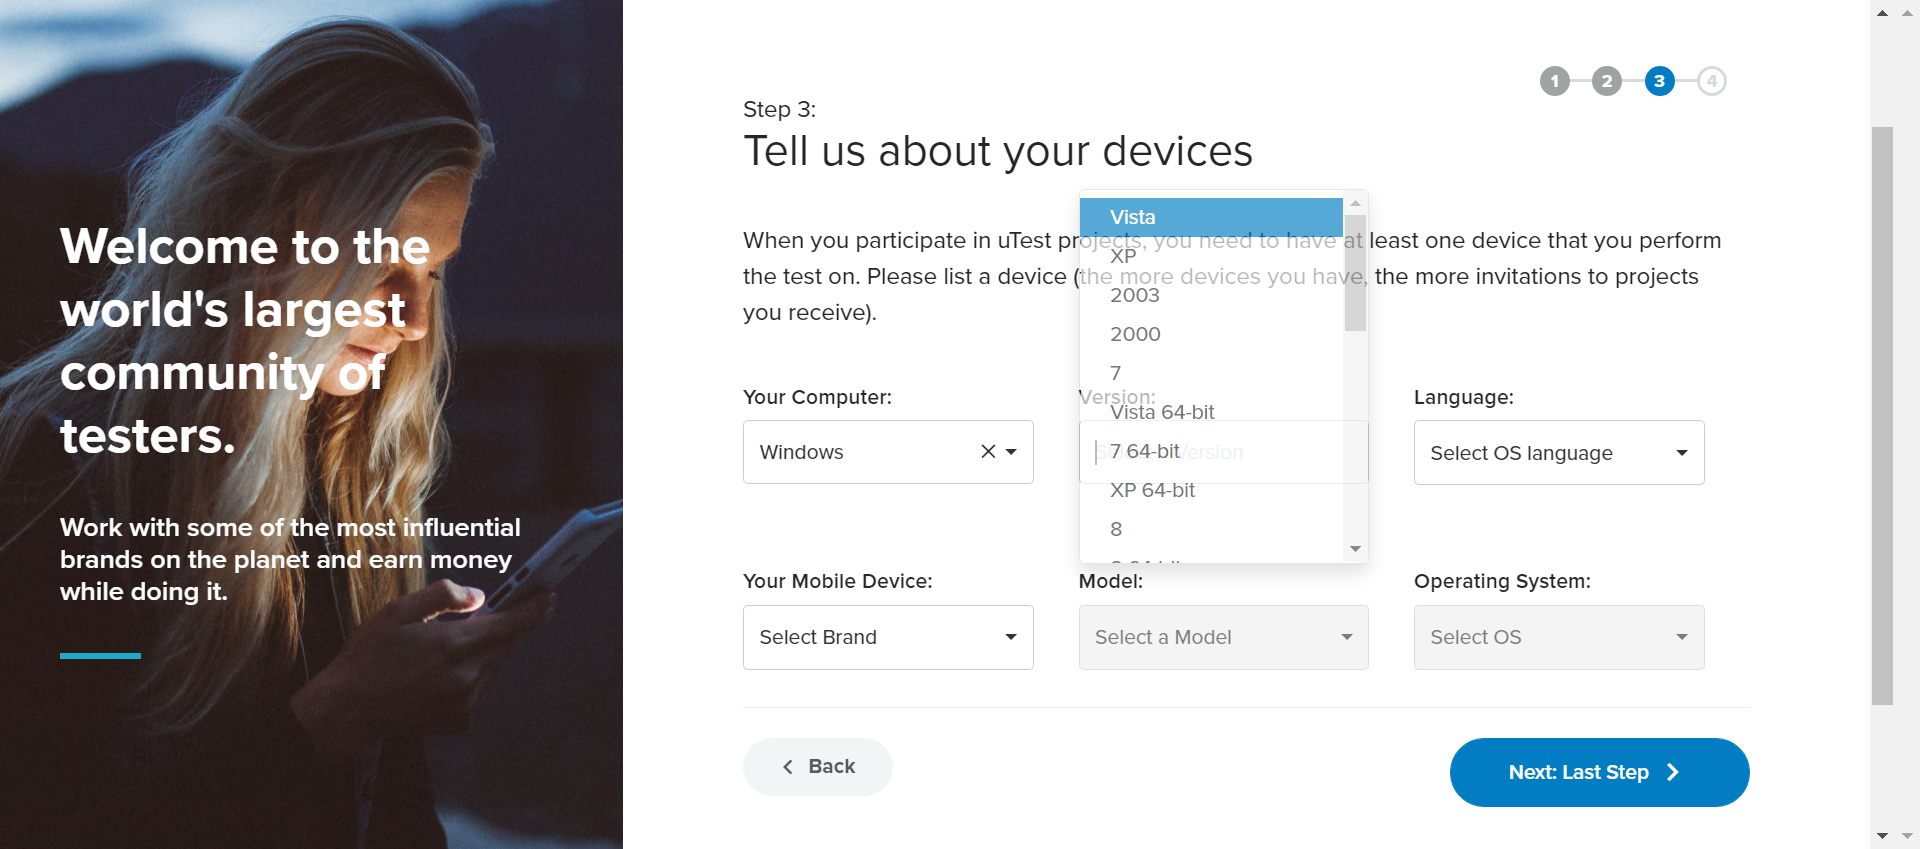 Welcome to the
world's largest
community of
testers.
Work with some of the most influential
brands on the planet and earn money
while doing it.
1 2 3 4
Step 3:
Tell us about your devices
When you participate in uTest projects, you need to have at least one device that you perform
the test on. Please list a device (the more devices you have, the more invitations to projects
you receive).
Vista
XP
2003
2000
7
Vista 64-bit
7 64-bit
XP 64-bit
8
Your Computer:
Windows
Version:
Version
Language:
Select OS language
Your Mobile Device:
Select Brand
Model:
Select a Model
Operating System:
Select OS
Back
Next: Last Step